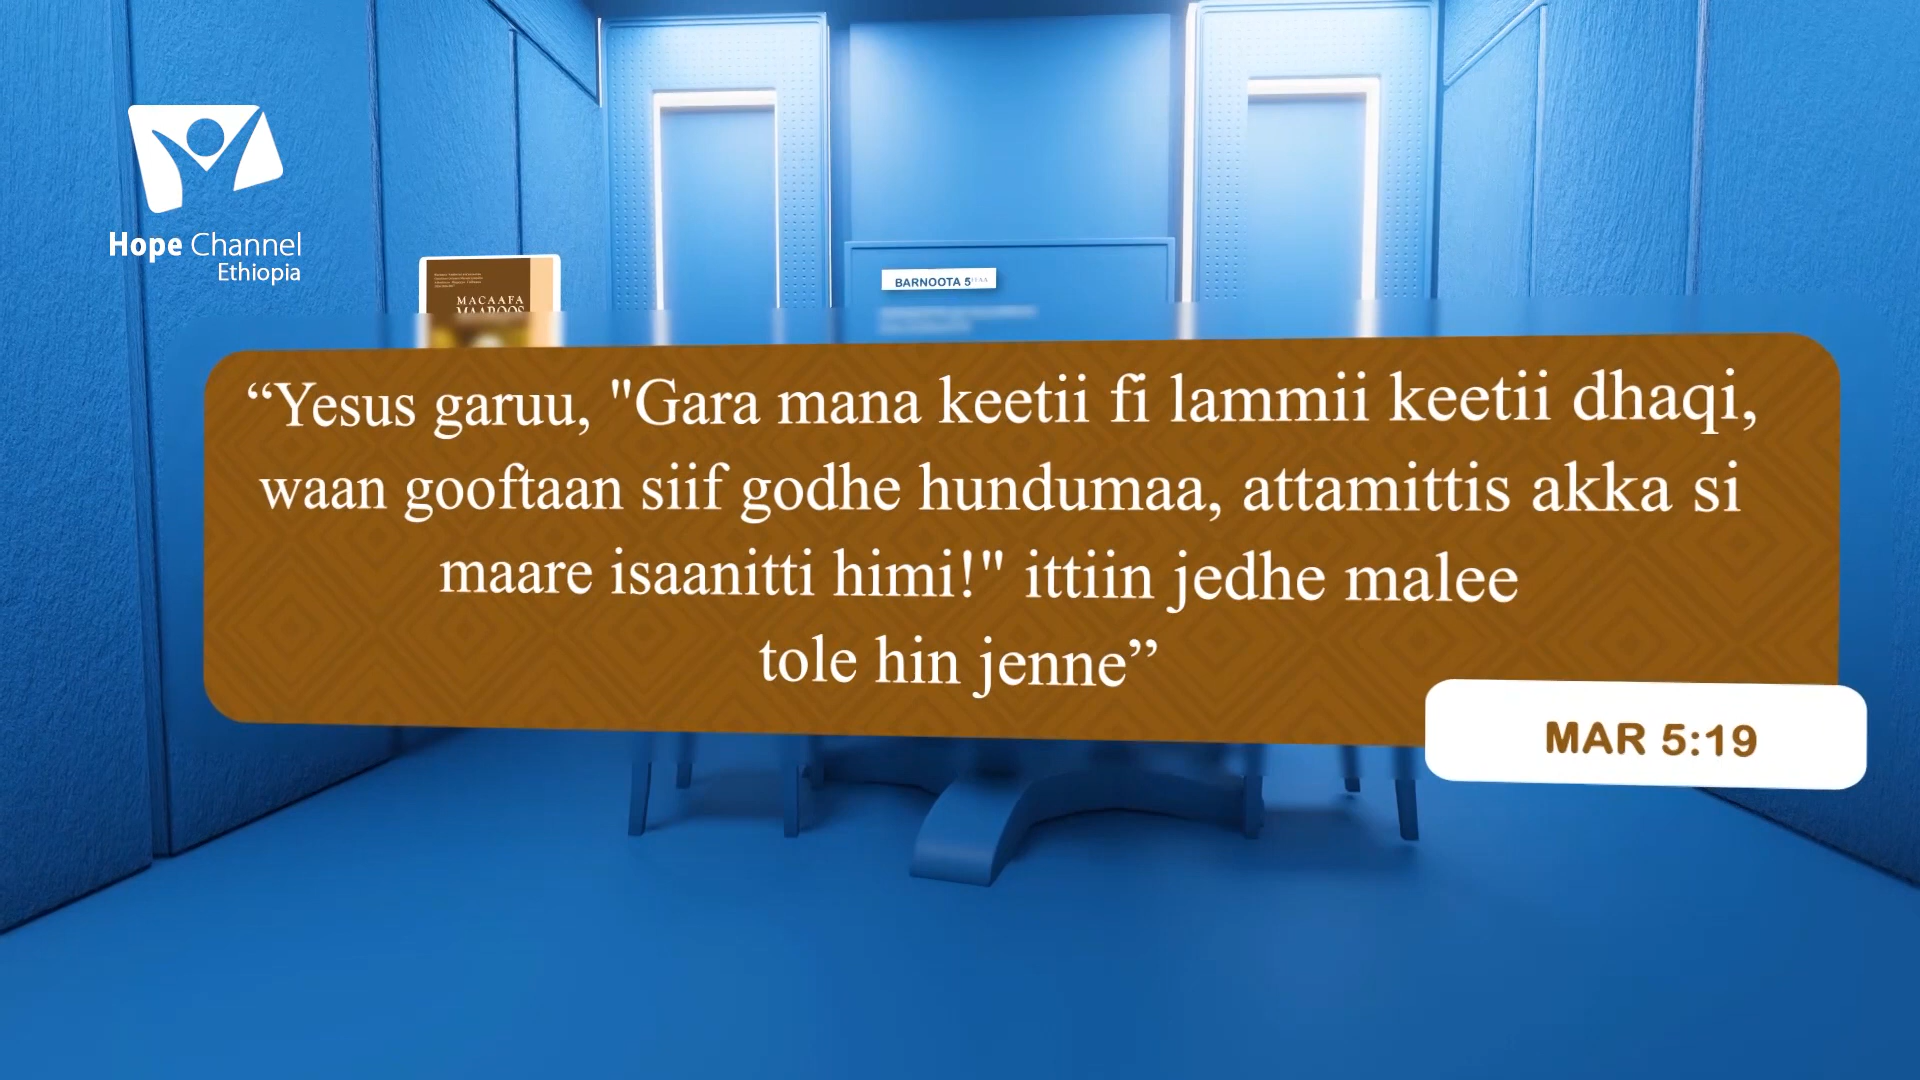 Hope Channel
Ethiopia
MACAAFA
MAARQOS
BARNOOTA 5
“Yesus garuu, "Gara mana keetii fi lammii keetii dhaqi,
waan gooftaan siif godhe hundumaa, attamittis akka si
maare isaanitti himi!" ittiin jedhe malee
tole hin jenne”
MAR 5:19